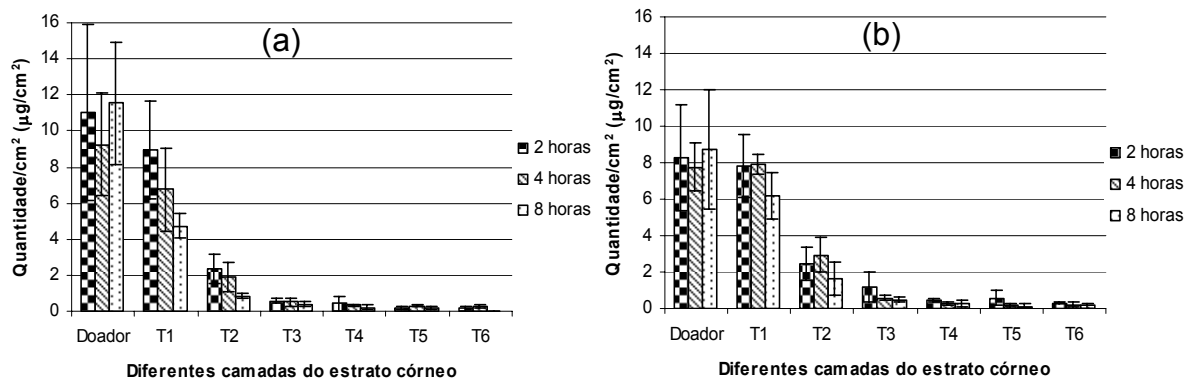 (a)
Quantidade/cm² (µg/cm²)
16
14
12
10
8
6
4
2
0
Doador T1 T2 T3 T4 T5 T6
Diferentes camadas do estrato córneo
2 horas
4 horas
8 horas
(b)
Quantidade/cm² (µg/cm²)
16
14
12
10
8
6
4
2
0
Doador T1 T2 T3 T4 T5 T6
Diferentes camadas do estrato córneo
2 horas
4 horas
8 horas